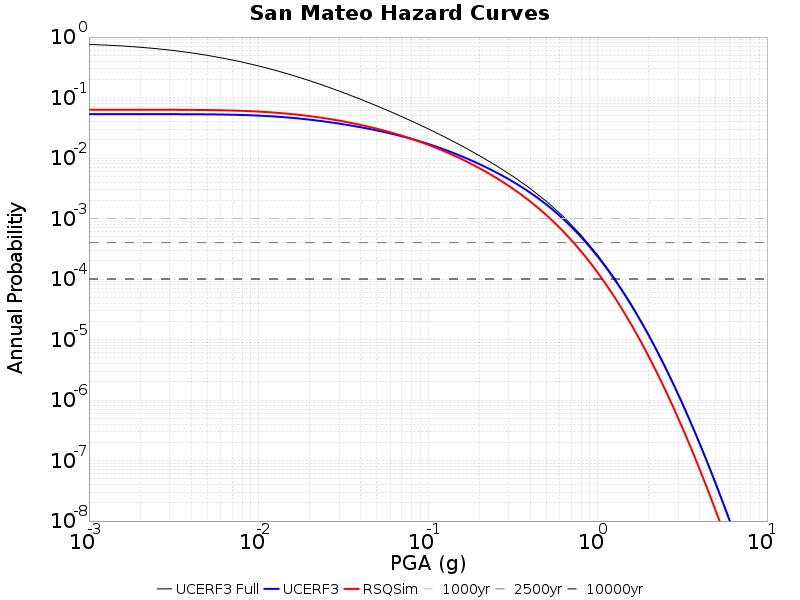 San Mateo Hazard Curves
10^0
10^-1
10^-2
10^-3
10^-4
10^-5
10^-6
10^-7
10^-8
Annual Probabilitiy
10^-3 10^-2 10^-1 10^0 10^1
PGA (g)
UCERF3 Full UCERF3 RSQSim 1000yr 2500yr 10000yr